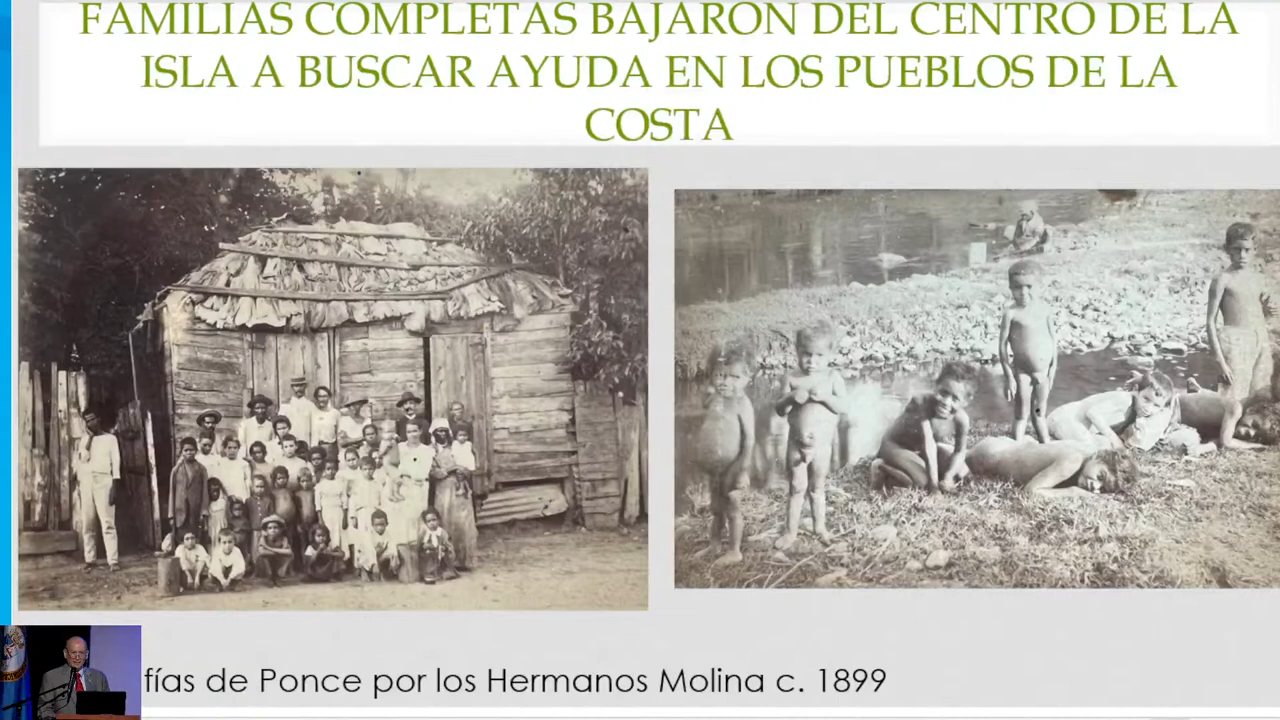 FAMILIAS COMPLETAS BAJARON DEL CENTRO DE LA
ISLA A BUSCAR AYUDA EN LOS PUEBLOS DE LA
COSTA
fías de Ponce por los Hermanos Molina c. 1899